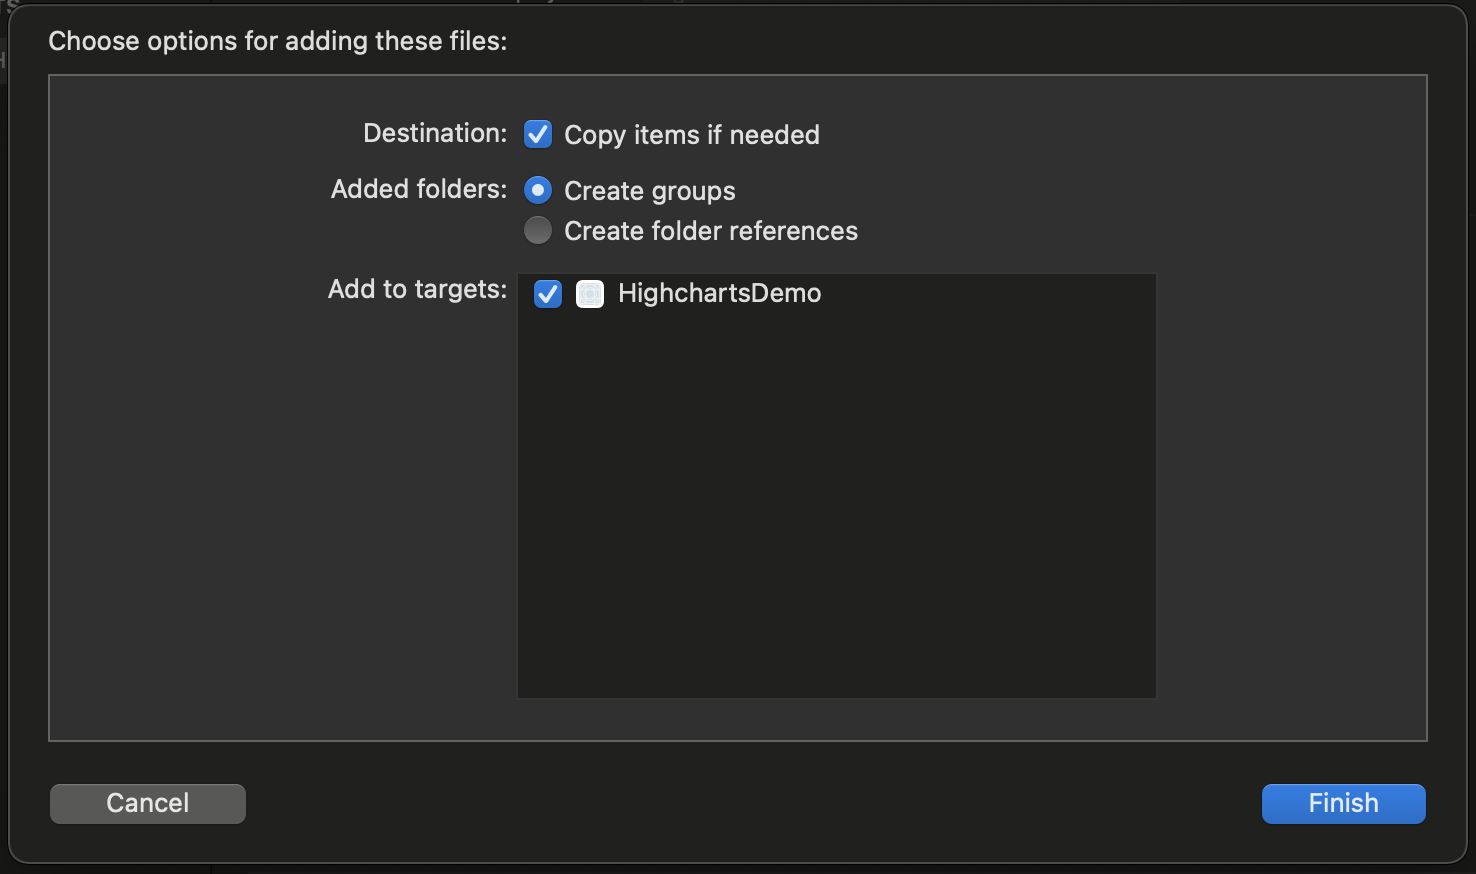 Choose options for adding these files:
Destination: Copy items if needed
Added folders: Create groups
Create folder references
Add to targets: HighchartsDemo
Cancel Finish